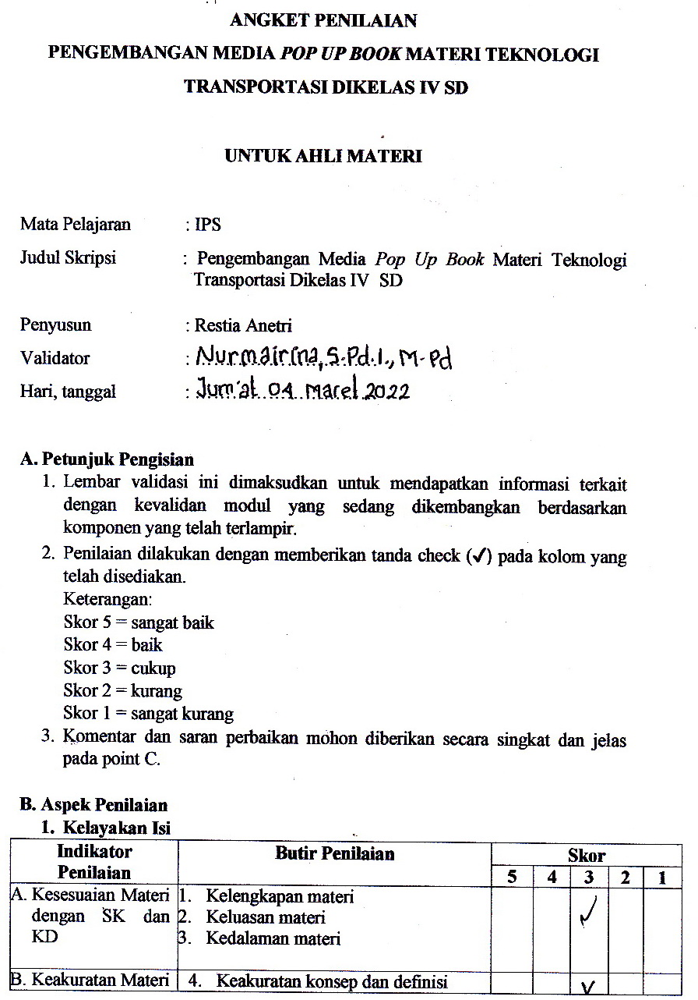 ANGKET PENILAIAN
PENGEMBANGAN MEDIA POP UP BOOK MATERI TEKNOLOGI
TRANSPORTASI DIKELAS IV SD
UNTUK AHLI MATERI
Mata Pelajaran : IPS
Judul Skripsi : Pengembangan Media Pop Up Book Materi Teknologi
Transportasi Dikelas IV SD
Penyusun : Restia Anetri
Validator : Nurmairina, S.Pd.I., M.Pd
Hari, tanggal : Jum'at 04 Maret 2022
A. Petunjuk Pengisian
1. Lembar validasi ini dimaksudkan untuk mendapatkan informasi terkait
dengan kevalidan modul yang sedang dikembangkan berdasarkan
komponen yang telah terlampir.
2. Penilaian dilakukan dengan memberikan tanda check (✓) pada kolom yang
telah disediakan.
Keterangan:
Skor 5 = sangat baik
Skor 4 = baik
Skor 3 = cukup
Skor 2 = kurang
Skor 1 = sangat kurang
3. Komentar dan saran perbaikan mohon diberikan secara singkat dan jelas
pada point C.
B. Aspek Penilaian
1. Kelayakan Isi
Indikator Butir Penilaian Skor
Penilaian 5 4 3 2 1
A. Kesesuaian Materi 1. Kelengkapan materi
dengan SK dan 2. Keluasan materi ✓
KD 3. Kedalaman materi
B. Keakuratan Materi 4. Keakuratan konsep dan definisi ✓